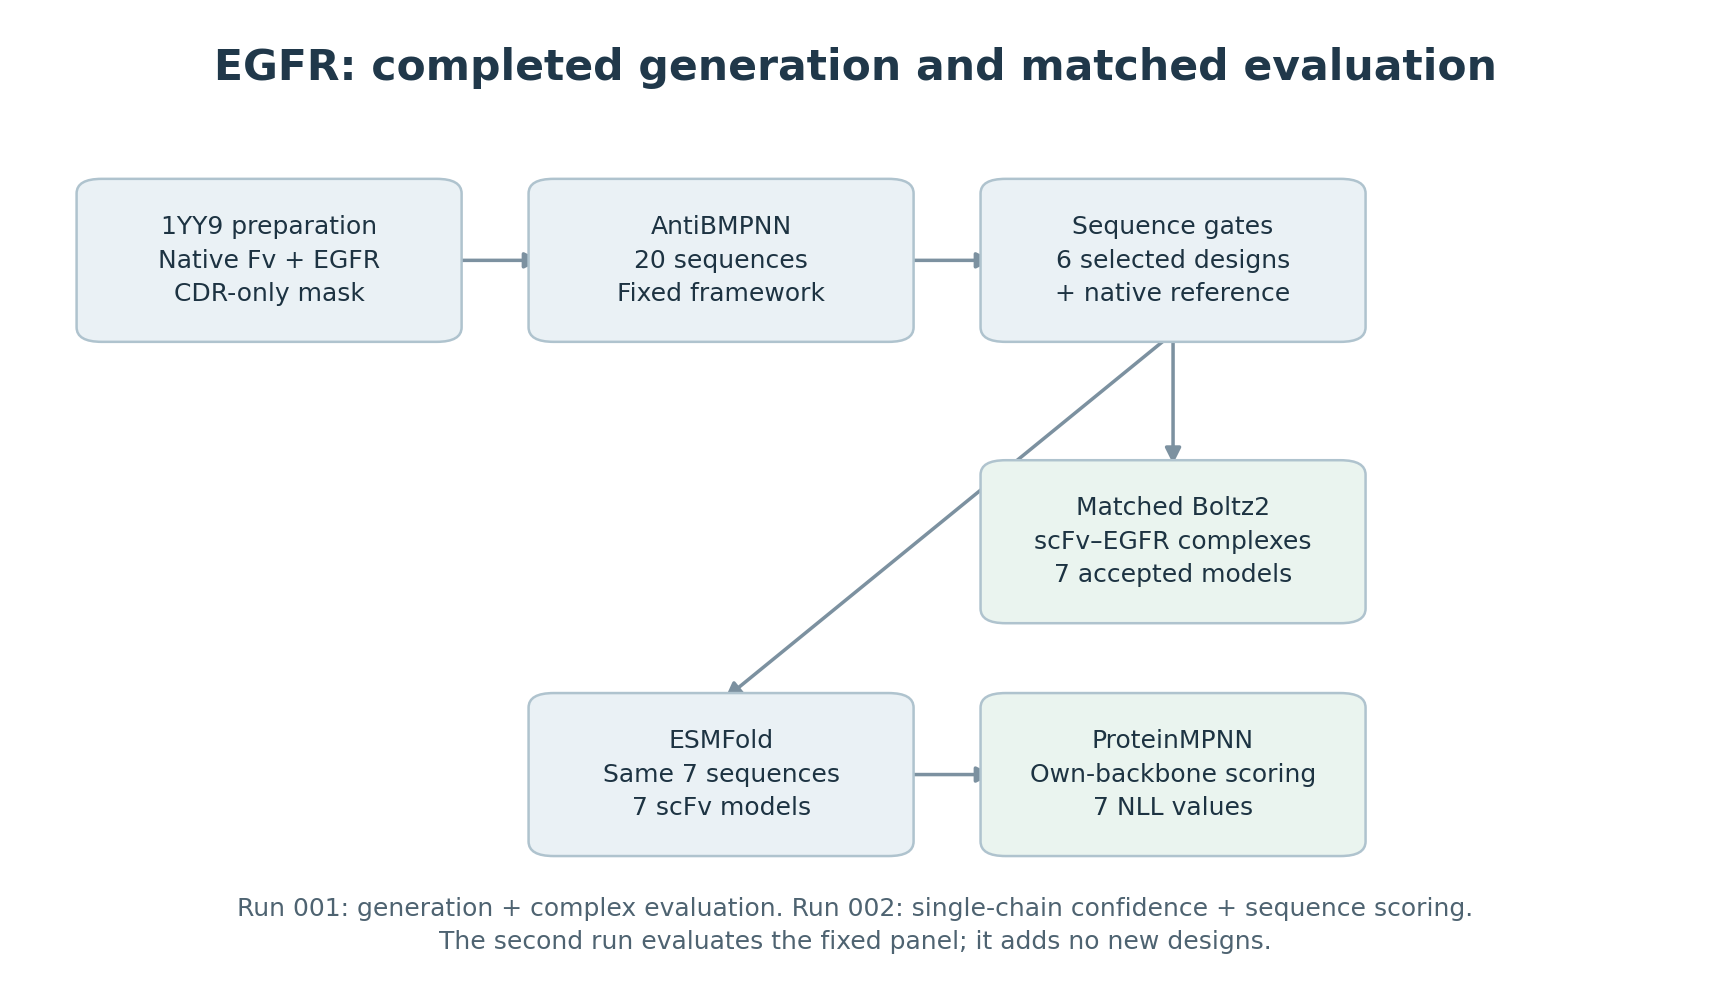 EGFR: completed generation and matched evaluation
1YY9 preparation
Native Fv + EGFR
CDR-only mask
AntiBMPNN
20 sequences
Fixed framework
Sequence gates
6 selected designs
+ native reference
Matched Boltz2
scFv–EGFR complexes
7 accepted models
ESMFold
Same 7 sequences
7 scFv models
ProteinMPNN
Own-backbone scoring
7 NLL values
Run 001: generation + complex evaluation. Run 002: single-chain confidence + sequence scoring.
The second run evaluates the fixed panel; it adds no new designs.